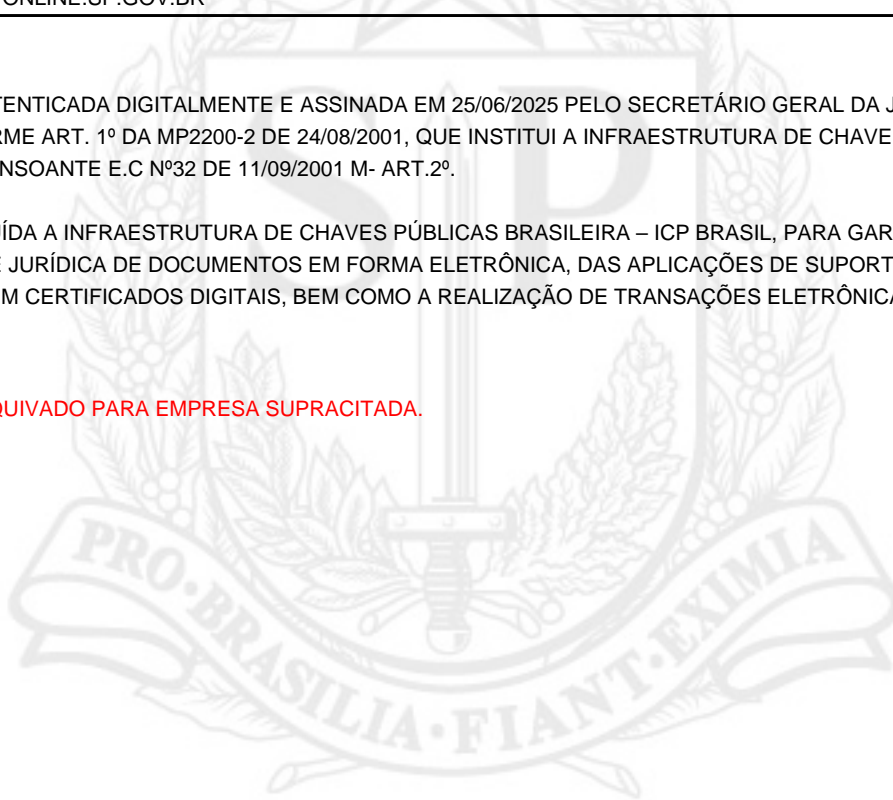 ONLINE.SP.GOV.BR
TENTICADA DIGITALMENTE E ASSINADA EM 25/06/2025 PELO SECRETÁRIO GERAL DA J
RME ART. 1º DA MP2200-2 DE 24/08/2001, QUE INSTITUI A INFRAESTRUTURA DE CHAVE
NSOANTE E.C Nº32 DE 11/09/2001 M- ART.2º.
ÍDA A INFRAESTRUTURA DE CHAVES PÚBLICAS BRASILEIRA – ICP BRASIL, PARA GAR
E JURÍDICA DE DOCUMENTOS EM FORMA ELETRÔNICA, DAS APLICAÇÕES DE SUPORT
M CERTIFICADOS DIGITAIS, BEM COMO A REALIZAÇÃO DE TRANSAÇÕES ELETRÔNICA
QUIVADO PARA EMPRESA SUPRACITADA.
SP
PRO·BRASILIA·FIANT·EXIMIA